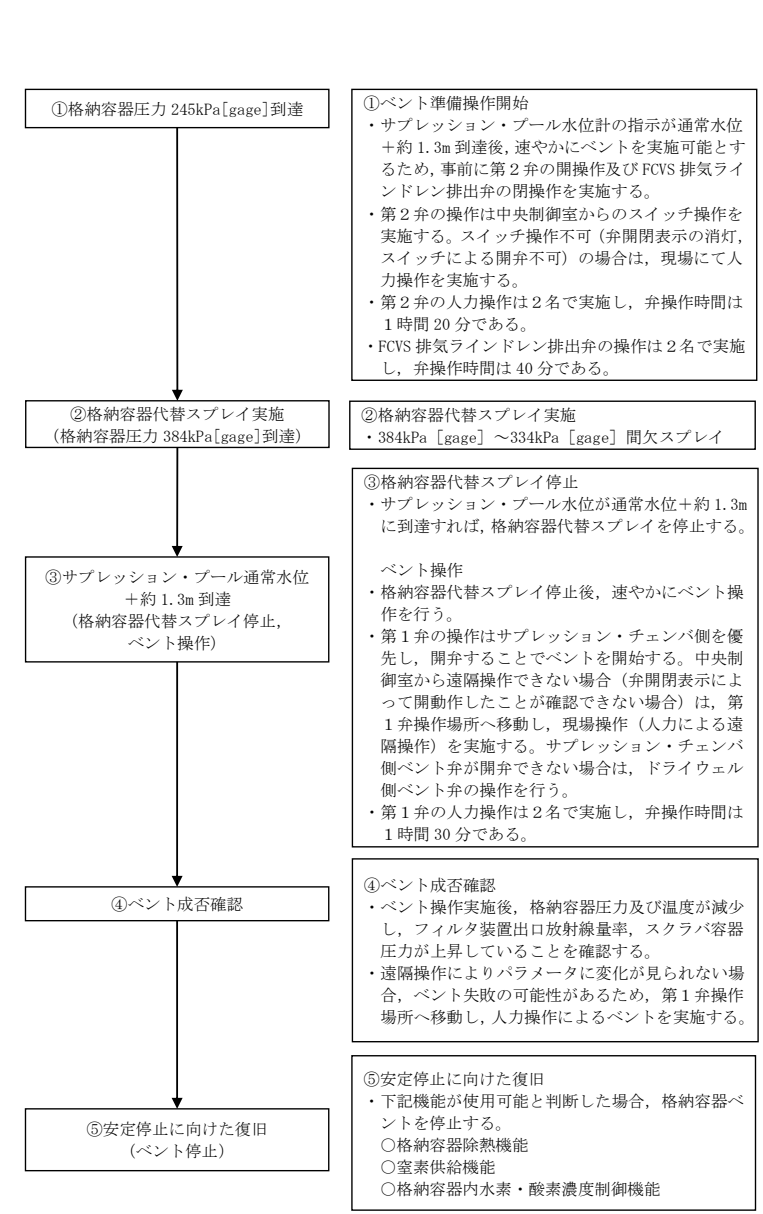 ①格納容器圧力 245kPa[gage]到達
①ベント準備操作開始
・サプレッション・プール水位計の指示が通常水位
＋約 1.3m 到達後，速やかにベントを実施可能とす
るため，事前に第２弁の開操作及び FCVS 排気ライ
ンドレン排出弁の閉操作を実施する。
・第２弁の操作は中央制御室からのスイッチ操作を
実施する。スイッチ操作不可（弁開閉表示の消灯，
スイッチによる開弁不可）の場合は，現場にて人
力操作を実施する。
・第２弁の人力操作は２名で実施し，弁操作時間は
１時間 20 分である。
・FCVS 排気ラインドレン排出弁の操作は２名で実施
し，弁操作時間は 40 分である。
②格納容器代替スプレイ実施
(格納容器圧力 384kPa[gage]到達)
②格納容器代替スプレイ実施
・384kPa［gage］～334kPa［gage］間欠スプレイ
③サプレッション・プール通常水位
＋約 1.3m 到達
(格納容器代替スプレイ停止，
ベント操作)
③格納容器代替スプレイ停止
・サプレッション・プール水位が通常水位＋約 1.3m
に到達すれば，格納容器代替スプレイを停止する。
ベント操作
・格納容器代替スプレイ停止後，速やかにベント操
作を行う。
・第１弁の操作はサプレッション・チェンバ側を優
先し，開弁することでベントを開始する。中央制
御室から遠隔操作できない場合（弁開閉表示によ
って開動作したことが確認できない場合）は，第
１弁操作場所へ移動し，現場操作（人力による遠
隔操作）を実施する。サプレッション・チェンバ
側ベント弁が開弁できない場合は，ドライウェル
側ベント弁の操作を行う。
・第１弁の人力操作は２名で実施し，弁操作時間は
１時間 30 分である。
④ベント成否確認
④ベント成否確認
・ベント操作実施後，格納容器圧力及び温度が減少
し，フィルタ装置出口放射線量率，スクラバ容器
圧力が上昇していることを確認する。
・遠隔操作によりパラメータに変化が見られない場
合，ベント失敗の可能性があるため，第１弁操作
場所へ移動し，人力操作によるベントを実施する。
⑤安定停止に向けた復旧
(ベント停止)
⑤安定停止に向けた復旧
・下記機能が使用可能と判断した場合，格納容器ベ
ントを停止する。
○格納容器除熱機能
○窒素供給機能
○格納容器内水素・酸素濃度制御機能